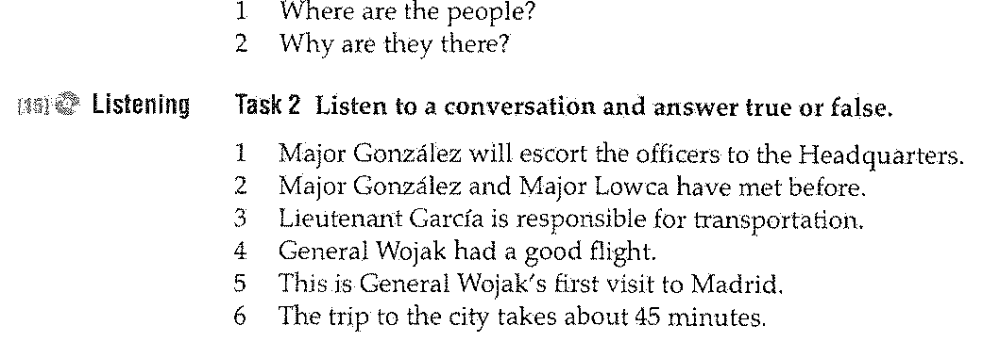 1 Where are the people?
2 Why are they there?
[15] Listening Task 2 Listen to a conversation and answer true or false.
1 Major González will escort the officers to the Headquarters.
2 Major González and Major Lowca have met before.
3 Lieutenant García is responsible for transportation.
4 General Wojak had a good flight.
5 This is General Wojak's first visit to Madrid.
6 The trip to the city takes about 45 minutes.